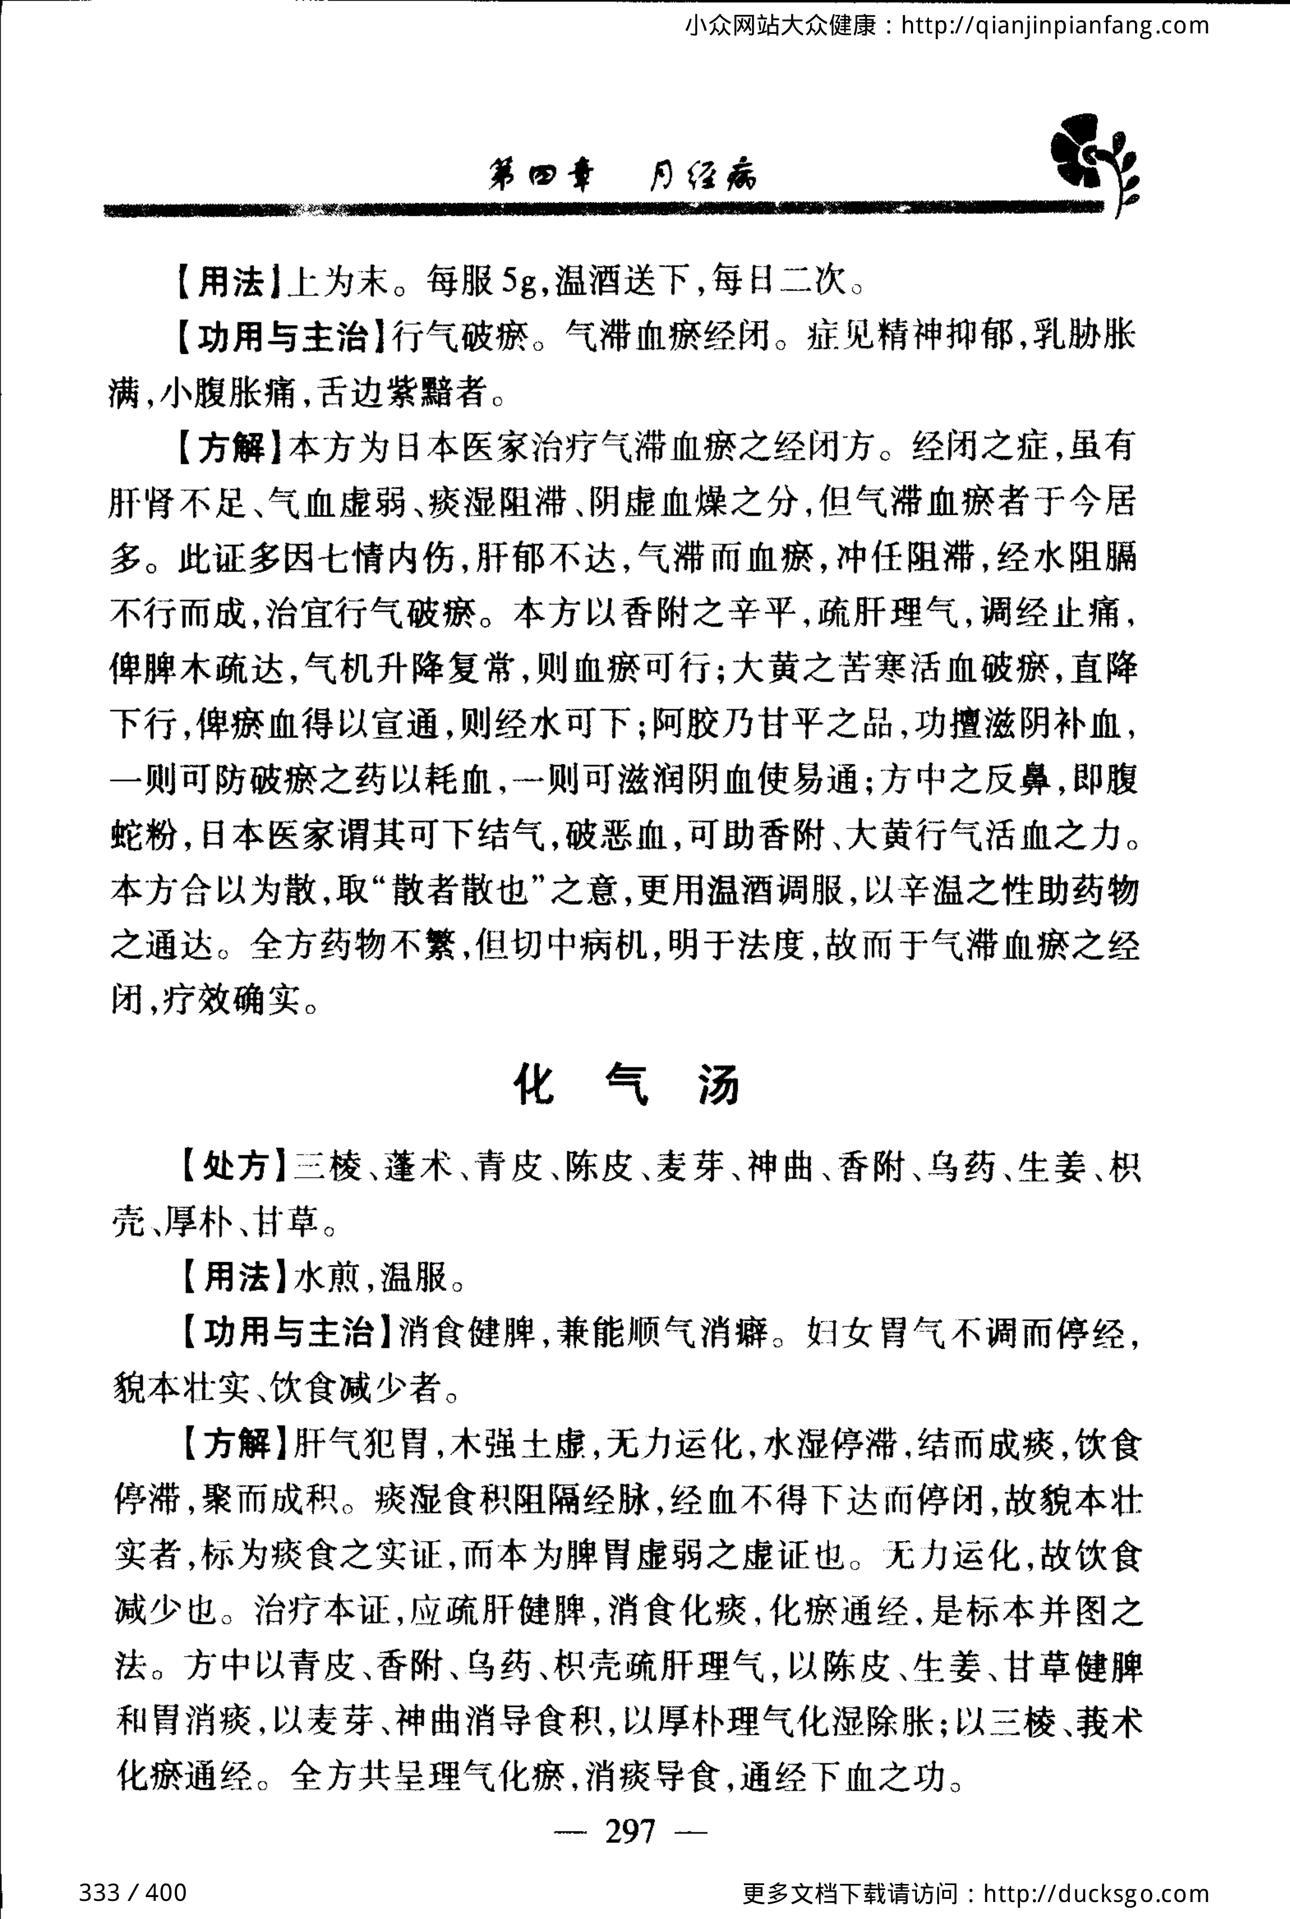 小众网站大众健康：http://qianjinpianfang.com
第四章　月经病
【用法】上为末。每服5g,温酒送下,每日二次。
【功用与主治】行气破瘀。气滞血瘀经闭。症见精神抑郁,乳胁胀
满,小腹胀痛,舌边紫黯者。
【方解】本方为日本医家治疗气滞血瘀之经闭方。经闭之症,虽有
肝肾不足、气血虚弱、痰湿阻滞、阴虚血燥之分,但气滞血瘀者于今居
多。此证多因七情内伤,肝郁不达,气滞而血瘀,冲任阻滞,经水阻膈
不行而成,治宜行气破瘀。本方以香附之辛平,疏肝理气,调经止痛,
俾脾木疏达,气机升降复常,则血瘀可行;大黄之苦寒活血破瘀,直降
下行,俾瘀血得以宣通,则经水可下;阿胶乃甘平之品,功擅滋阴补血,
一则可防破瘀之药以耗血,一则可滋润阴血使易通;方中之反鼻,即腹
蛇粉,日本医家谓其可下结气,破恶血,可助香附、大黄行气活血之力。
本方合以为散,取“散者散也”之意,更用温酒调服,以辛温之性助药物
之通达。全方药物不繁,但切中病机,明于法度,故而于气滞血瘀之经
闭,疗效确实。
化　气　汤
【处方】三棱、蓬术、青皮、陈皮、麦芽、神曲、香附、乌药、生姜、枳
壳、厚朴、甘草。
【用法】水煎,温服。
【功用与主治】消食健脾,兼能顺气消癖。妇女胃气不调而停经,
貌本壮实、饮食减少者。
【方解】肝气犯胃,木强土虚,无力运化,水湿停滞,结而成痰,饮食
停滞,聚而成积。痰湿食积阻隔经脉,经血不得下达而停闭,故貌本壮
实者,标为痰食之实证,而本为脾胃虚弱之虚证也。无力运化,故饮食
减少也。治疗本证,应疏肝健脾,消食化痰,化瘀通经,是标本并图之
法。方中以青皮、香附、乌药、枳壳疏肝理气,以陈皮、生姜、甘草健脾
和胃消痰,以麦芽、神曲消导食积,以厚朴理气化湿除胀;以三棱、莪术
化瘀通经。全方共呈理气化瘀,消痰导食,通经下血之功。
— 297 —
333 / 400
更多文档下载请访问：http://ducksgo.com